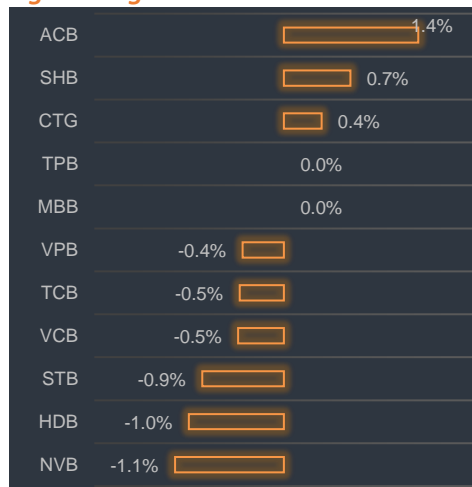 ACB 1.4%
SHB 0.7%
CTG 0.4%
TPB 0.0%
MBB 0.0%
VPB -0.4%
TCB -0.5%
VCB -0.5%
STB -0.9%
HDB -1.0%
NVB -1.1%